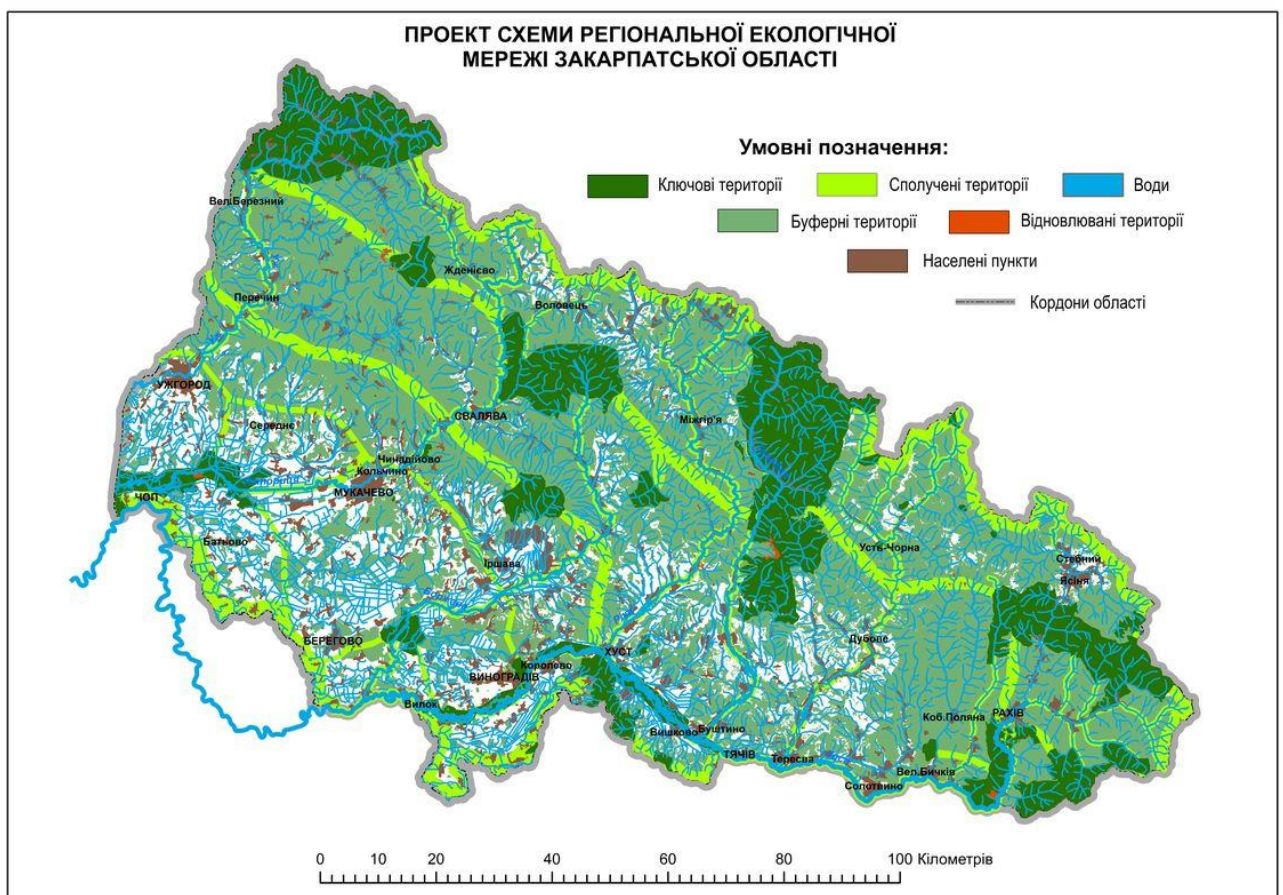 ПРОЕКТ СХЕМИ РЕГІОНАЛЬНОЇ ЕКОЛОГІЧНОЇ
МЕРЕЖІ ЗАКАРПАТСЬКОЇ ОБЛАСТІ
Умовні позначення:
Ключові території
Сполучені території
Води
Буферні території
Відновлювані території
Населені пункти
Кордони області
Вел.Березний
Жденієво
Перечин
Воловець
УЖГОРОД
СВАЛЯВА
Міжгір'я
Середнє
Чинадійово
Кольчино
МУКАЧЕВО
ЧОП
Батьово
Іршава
Усть-Чорна
Стебний
Ясіня
БЕРЕГОВО
Дубове
ХУСТ
Королево
ВИНОГРАДІВ
Вилок
Коб.Поляна
РАХІВ
Вишково
Буштино
ТЯЧІВ
Тересва
Вел.Бичків
Солотвино
0 10 20 40 60 80 100 Кілометрів